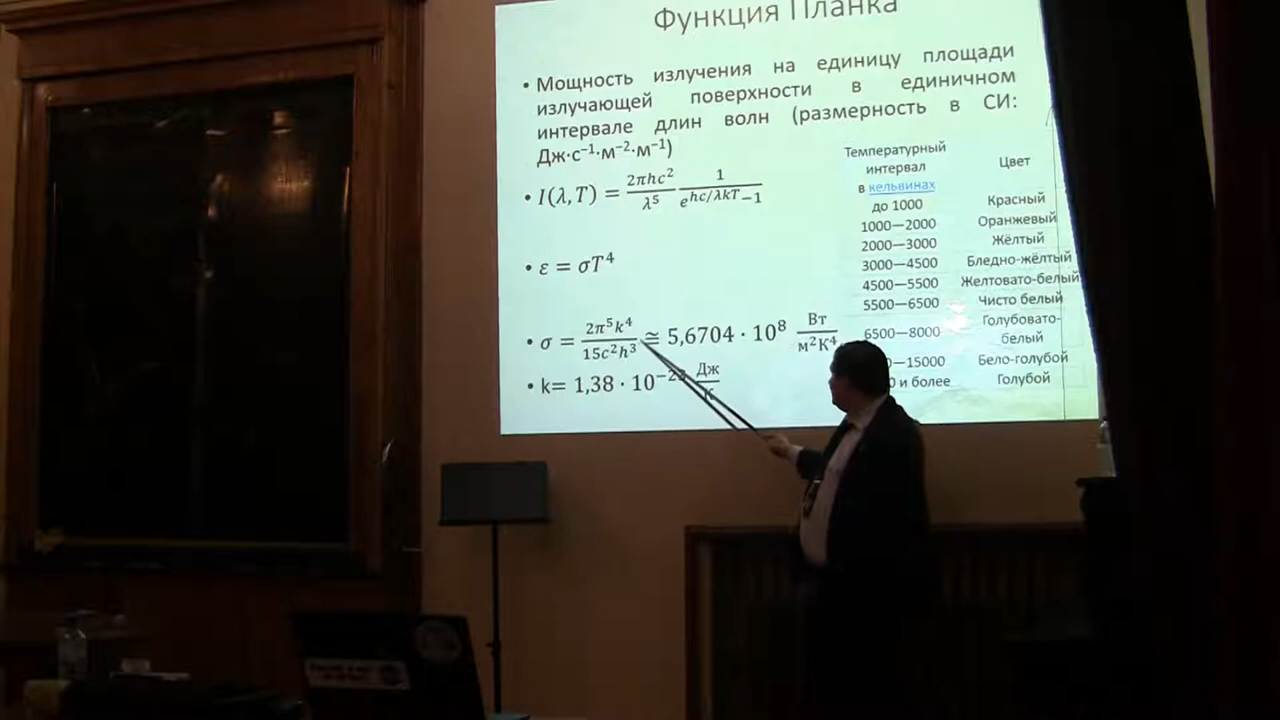 Функция Планка
• Мощность излучения на единицу площади
излучающей поверхности в единичном
интервале длин волн (размерность в СИ:
Дж·с⁻¹·м⁻²·м⁻¹)
• I(λ,T) = 2πhc²/λ⁵ 1/e^(hc/λkT)−1
• ε = σT⁴
• σ = 2π⁵k⁴/15c²h³ ≅ 5,6704 · 10⁸ Вт/м²К⁴
• k= 1,38 · 10⁻²³ Дж/К
Температурный
интервал
в кельвинах
Цвет
до 1000 Красный
1000—2000 Оранжевый
2000—3000 Жёлтый
3000—4500 Бледно-жёлтый
4500—5500 Желтовато-белый
5500—6500 Чисто белый
6500—8000 Голубовато-
белый
—15000 Бело-голубой
и более Голубой